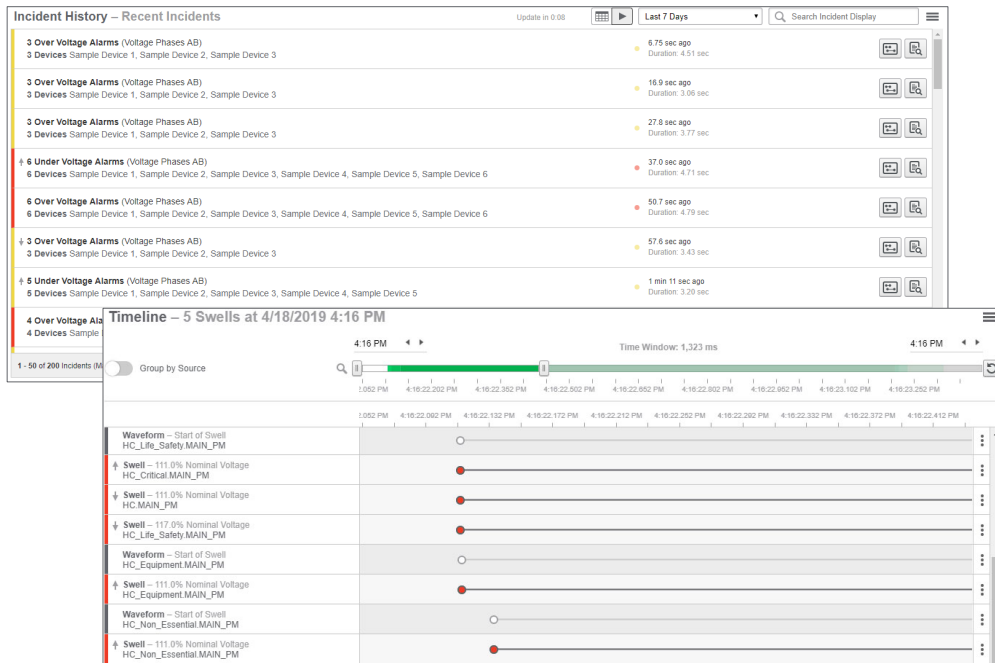 Incident History – Recent Incidents
Update in 0:08
Last 7 Days
Search Incident Display
3 Over Voltage Alarms (Voltage Phases AB)
3 Devices Sample Device 1, Sample Device 2, Sample Device 3
6.75 sec ago
Duration: 4.51 sec
3 Over Voltage Alarms (Voltage Phases AB)
3 Devices Sample Device 1, Sample Device 2, Sample Device 3
16.9 sec ago
Duration: 3.06 sec
3 Over Voltage Alarms (Voltage Phases AB)
3 Devices Sample Device 1, Sample Device 2, Sample Device 3
27.8 sec ago
Duration: 3.77 sec
6 Under Voltage Alarms (Voltage Phases AB)
6 Devices Sample Device 1, Sample Device 2, Sample Device 3, Sample Device 4, Sample Device 5, Sample Device 6
37.0 sec ago
Duration: 4.71 sec
6 Over Voltage Alarms (Voltage Phases AB)
6 Devices Sample Device 1, Sample Device 2, Sample Device 3, Sample Device 4, Sample Device 5, Sample Device 6
50.7 sec ago
Duration: 4.79 sec
3 Over Voltage Alarms (Voltage Phases AB)
3 Devices Sample Device 1, Sample Device 2, Sample Device 3
57.6 sec ago
Duration: 3.43 sec
5 Under Voltage Alarms (Voltage Phases AB)
5 Devices Sample Device 1, Sample Device 2, Sample Device 3, Sample Device 4, Sample Device 5
1 min 11 sec ago
Duration: 3.20 sec
4 Over Voltage Ala
4 Devices Sample
1 - 50 of 200 Incidents (M
Timeline – 5 Swells at 4/18/2019 4:16 PM
4:16 PM
Time Window: 1,323 ms
4:16 PM
Group by Source
2.052 PM 4:16:22.202 PM 4:16:22.352 PM 4:16:22.502 PM 4:16:22.652 PM 4:16:22.802 PM 4:16:22.952 PM 4:16:23.102 PM 4:16:23.252 PM
2.052 PM 4:16:22.092 PM 4:16:22.132 PM 4:16:22.172 PM 4:16:22.212 PM 4:16:22.252 PM 4:16:22.292 PM 4:16:22.332 PM 4:16:22.372 PM 4:16:22.412 PM
Waveform – Start of Swell
HC_Life_Safety.MAIN_PM
Swell – 111.0% Nominal Voltage
HC_Critical.MAIN_PM
Swell – 111.0% Nominal Voltage
HC.MAIN_PM
Swell – 117.0% Nominal Voltage
HC_Life_Safety.MAIN_PM
Waveform – Start of Swell
HC_Equipment.MAIN_PM
Swell – 111.0% Nominal Voltage
HC_Equipment.MAIN_PM
Waveform – Start of Swell
HC_Non_Essential.MAIN_PM
Swell – 111.0% Nominal Voltage
HC_Non_Essential.MAIN_PM